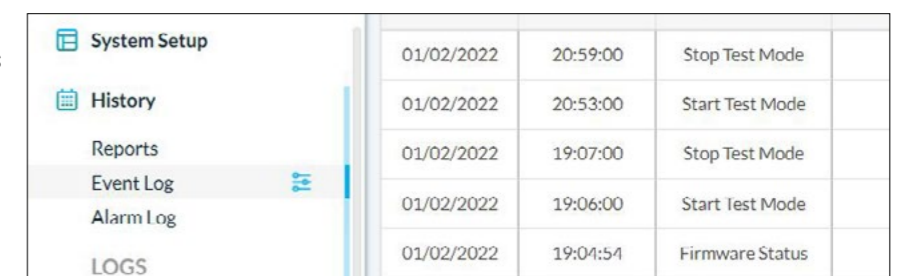 System Setup
History
Reports
Event Log
Alarm Log
LOGS
01/02/2022 20:59:00 Stop Test Mode
01/02/2022 20:53:00 Start Test Mode
01/02/2022 19:07:00 Stop Test Mode
01/02/2022 19:06:00 Start Test Mode
01/02/2022 19:04:54 Firmware Status